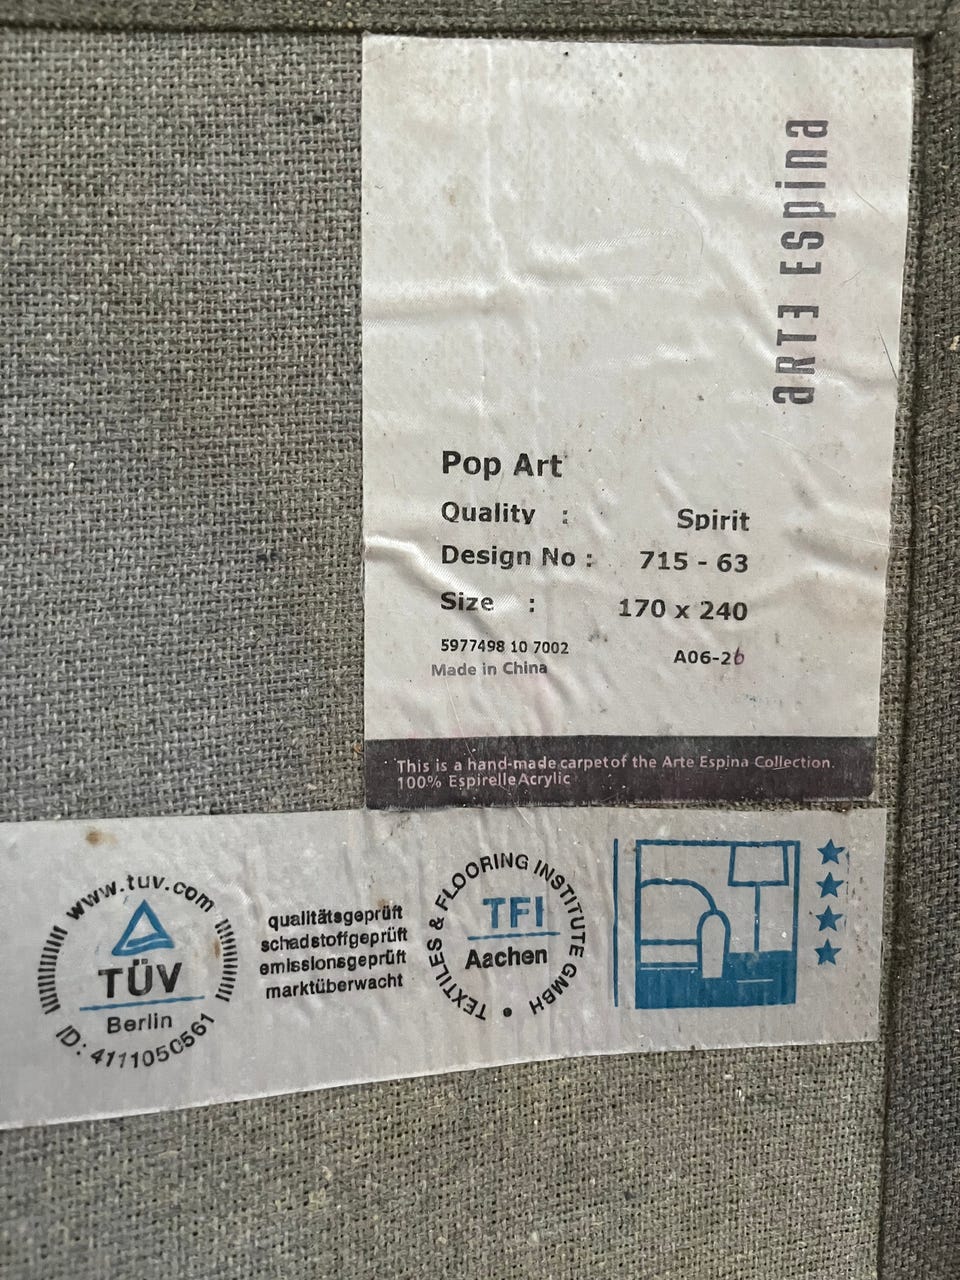 ARTE ESpina
Pop Art
Quality : Spirit
Design No : 715 - 63
Size : 170 x 240
5977498 10 7002 A06-26
Made in China
This is a hand-made carpet of the Arte Espina Collection.
100% Espirelle Acrylic
www.tuv.com
TÜV
Berlin
ID: 4111050561
qualitätsgeprüft
schadstoffgeprüft
emissionsgeprüft
marktüberwacht
TEXTILES & FLOORING INSTITUTE GMBH •
TFI
Aachen